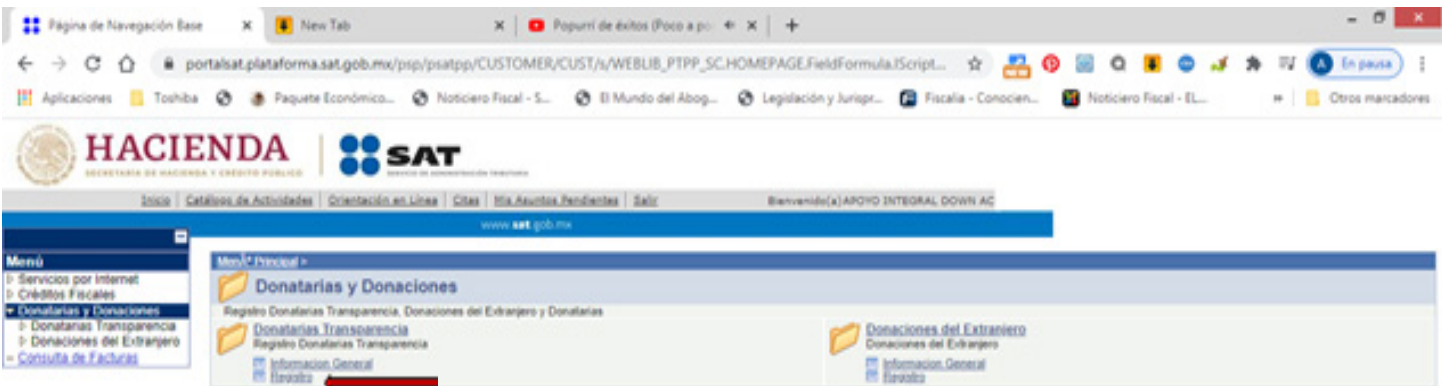 Página de Navegación Base
New Tab
Popurrí de éxitos (Poco a po
portalsat.plataforma.sat.gob.mx/psp/psatpp/CUSTOMER/CUST/s/WEBLIB_PTPP_SC.HOMEPAGE.FieldFormula.IScript...
En pausa
Aplicaciones Toshiba Paquete Económico... Noticiero Fiscal - S... El Mundo del Abog... Legislación y Jurispr... Fiscalia - Conocien... Noticiero Fiscal - EL... Otros marcadores
HACIENDA
SECRETARÍA DE HACIENDA Y CRÉDITO PÚBLICO
SAT
SERVICIO DE ADMINISTRACIÓN TRIBUTARIA
Inicio | Catálogo de Actividades | Orientación en Línea | Citas | Mis Asuntos Pendientes | Salir
Bienvenido(a) APOYO INTEGRAL DOWN AC
www.sat.gob.mx
Menú
Servicios por Internet
Créditos Fiscales
Donatarias y Donaciones
Donatarias Transparencia
Donaciones del Extranjero
Consulta de Facturas
Principal >
Donatarias y Donaciones
Registro Donatarias Transparencia, Donaciones del Extranjero y Donatarias
Donatarias Transparencia
Registro Donatarias Transparencia
Informacion General
Registro
Donaciones del Extranjero
Donaciones del Extranjero
Informacion General
Registro